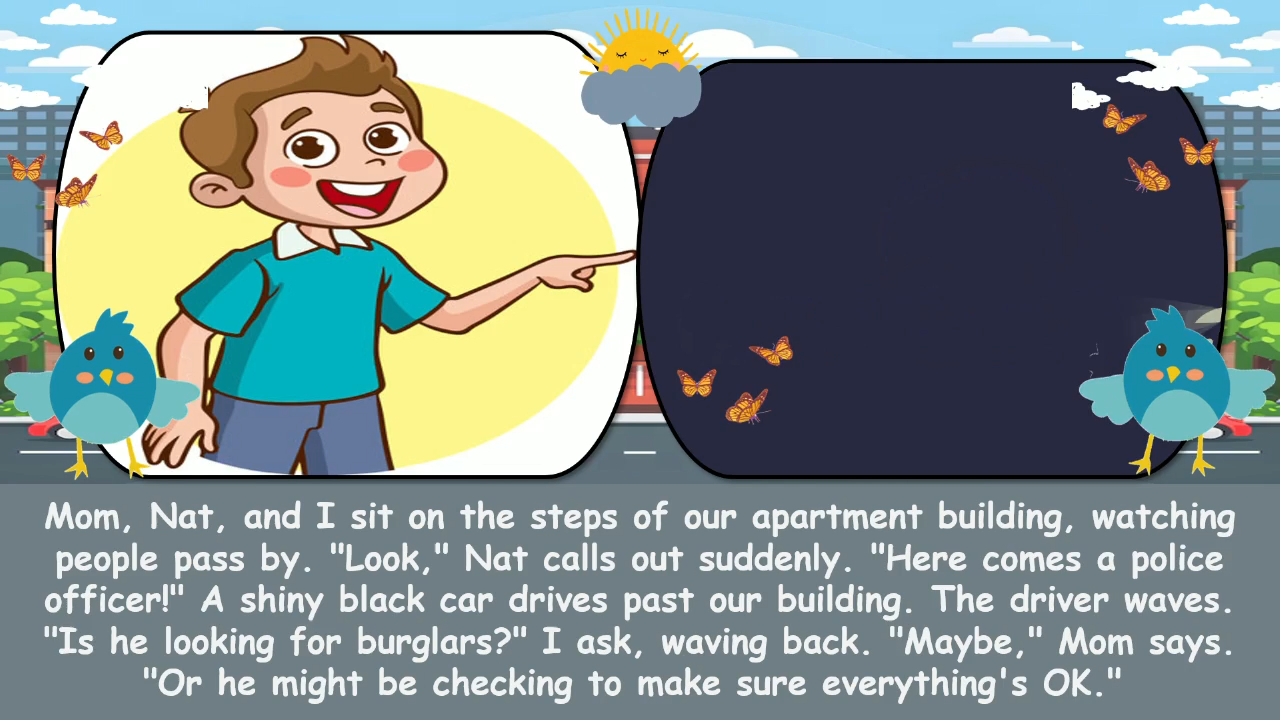 Mom, Nat, and I sit on the steps of our apartment building, watching
people pass by. "Look," Nat calls out suddenly. "Here comes a police
officer!" A shiny black car drives past our building. The driver waves.
"Is he looking for burglars?" I ask, waving back. "Maybe," Mom says.
"Or he might be checking to make sure everything's OK."